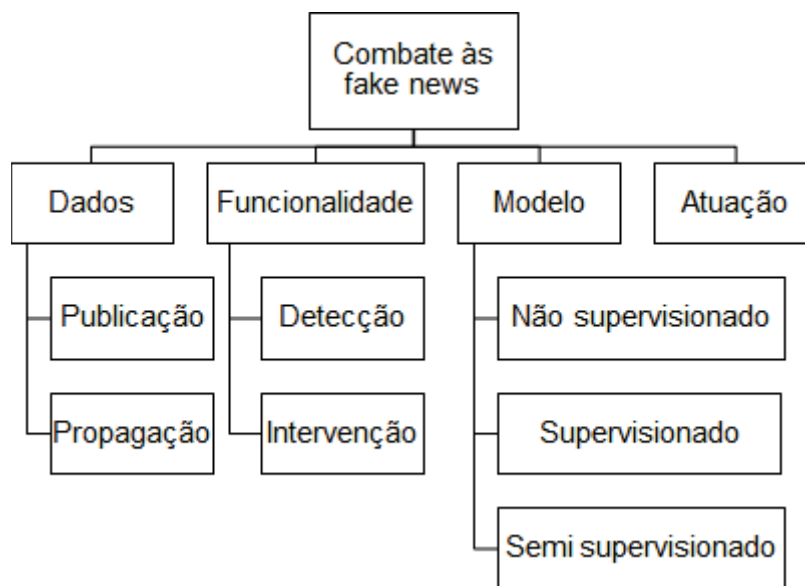 Combate às
fake news
Dados
Funcionalidade
Modelo
Atuação
Publicação
Detecção
Não supervisionado
Propagação
Intervenção
Supervisionado
Semi supervisionado